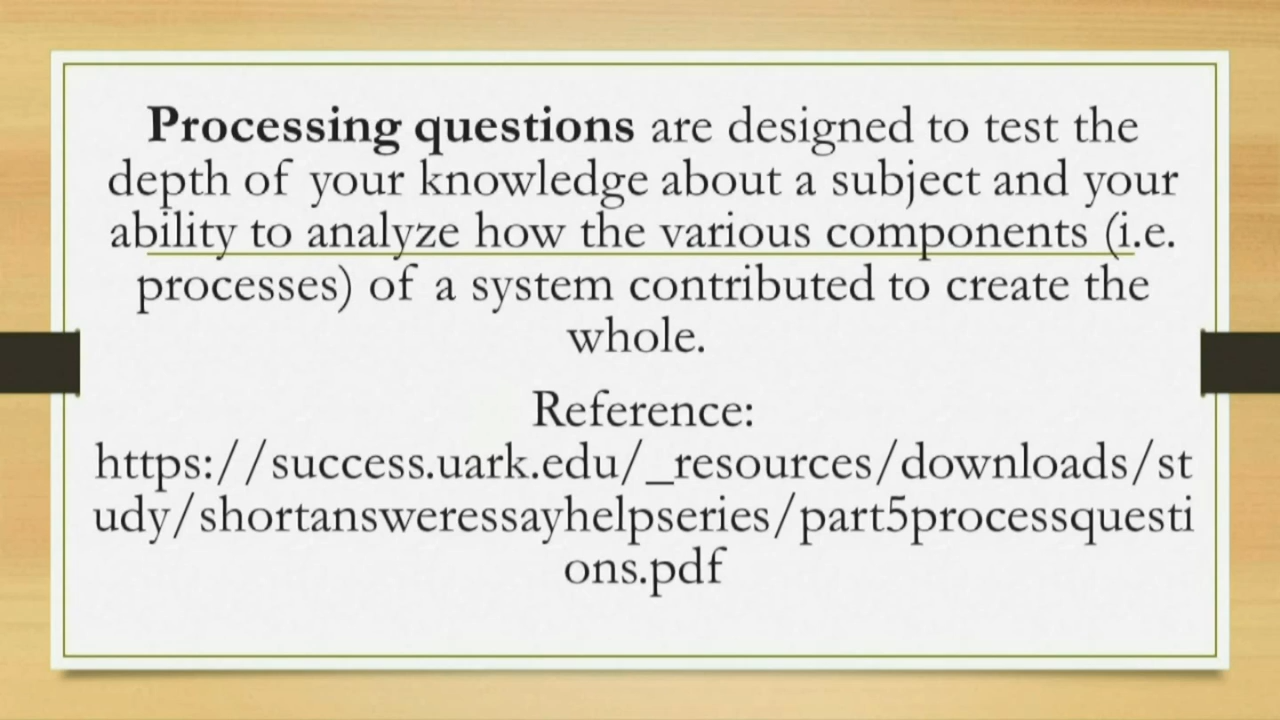 Processing questions are designed to test the
depth of your knowledge about a subject and your
ability to analyze how the various components (i.e.
processes) of a system contributed to create the
whole.
Reference:
https://success.uark.edu/_resources/downloads/st
udy/shortansweressayhelpseries/part5processquesti
ons.pdf